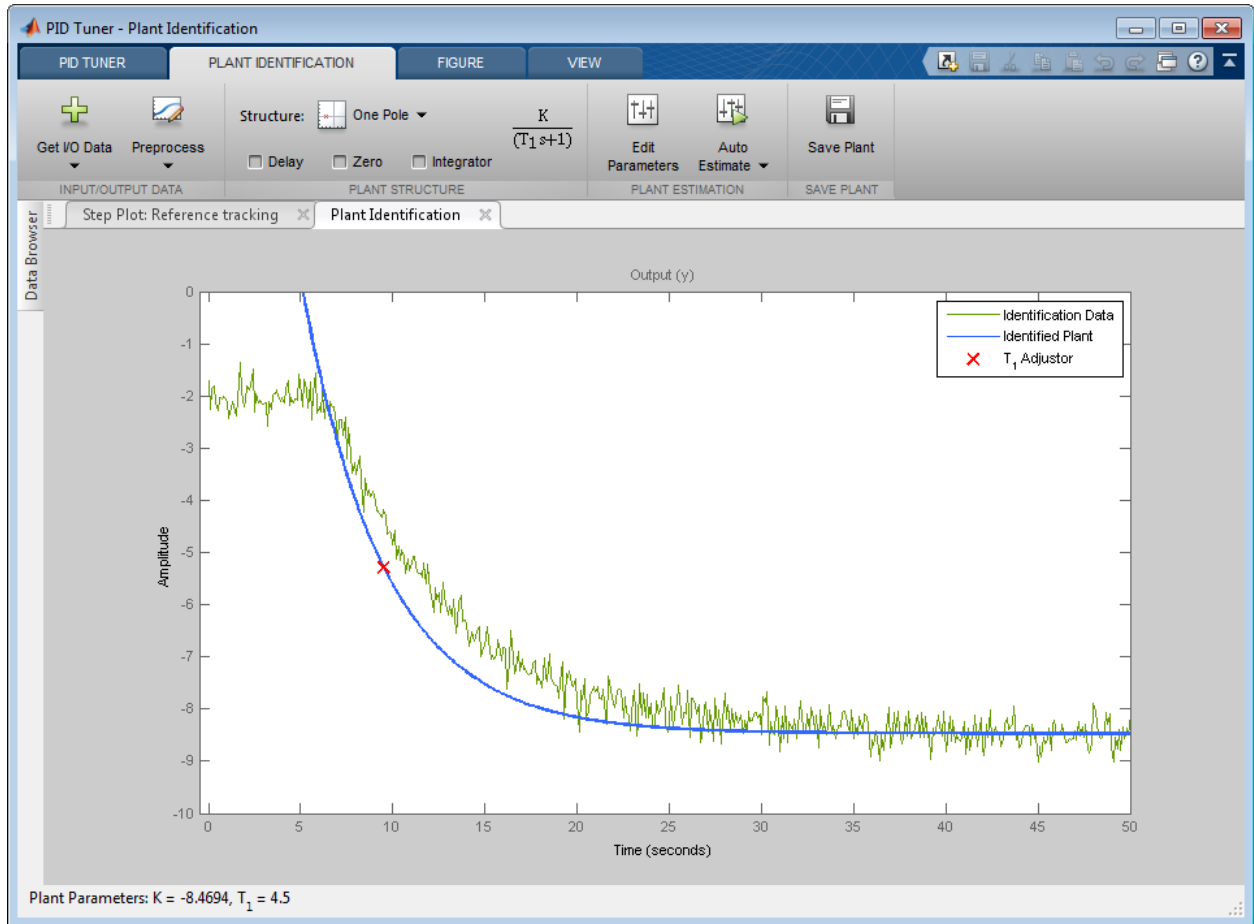 PID Tuner - Plant Identification
PID TUNER PLANT IDENTIFICATION FIGURE VIEW
Structure: One Pole
K
(T₁s+1)
Get I/O Data Preprocess
Delay Zero Integrator
Edit Parameters
Auto Estimate
Save Plant
INPUT/OUTPUT DATA PLANT STRUCTURE PLANT ESTIMATION SAVE PLANT
Data Browser
Step Plot: Reference tracking Plant Identification
Output (y)
Identification Data
Identified Plant
T₁ Adjustor
Amplitude
0
-1
-2
-3
-4
-5
-6
-7
-8
-9
-10
0 5 10 15 20 25 30 35 40 45 50
Time (seconds)
Plant Parameters: K = -8.4694, T₁ = 4.5